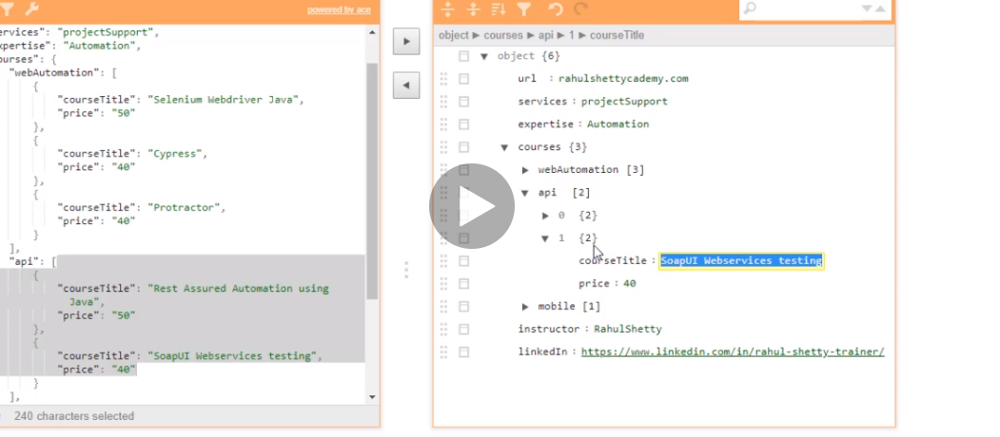 powered by ace
ervices": "projectSupport",
xpertise": "Automation",
ourses": {
"webAutomation": [
{
"courseTitle": "Selenium Webdriver Java",
"price": "50"
},
{
"courseTitle": "Cypress",
"price": "40"
},
{
"courseTitle": "Protractor",
"price": "40"
}
],
"api": [
{
"courseTitle": "Rest Assured Automation using
Java",
"price": "50"
},
{
"courseTitle": "SoapUI Webservices testing",
"price": "40"
}
],
240 characters selected
object ▶ courses ▶ api ▶ 1 ▶ courseTitle
object {6}
url : rahulshettycademy.com
services : projectSupport
expertise : Automation
courses {3}
webAutomation [3]
api [2]
0 {2}
1 {2}
courseTitle : SoapUI Webservices testing
price : 40
mobile [1]
instructor : RahulShetty
linkedIn : https://www.linkedin.com/in/rahul-shetty-trainer/